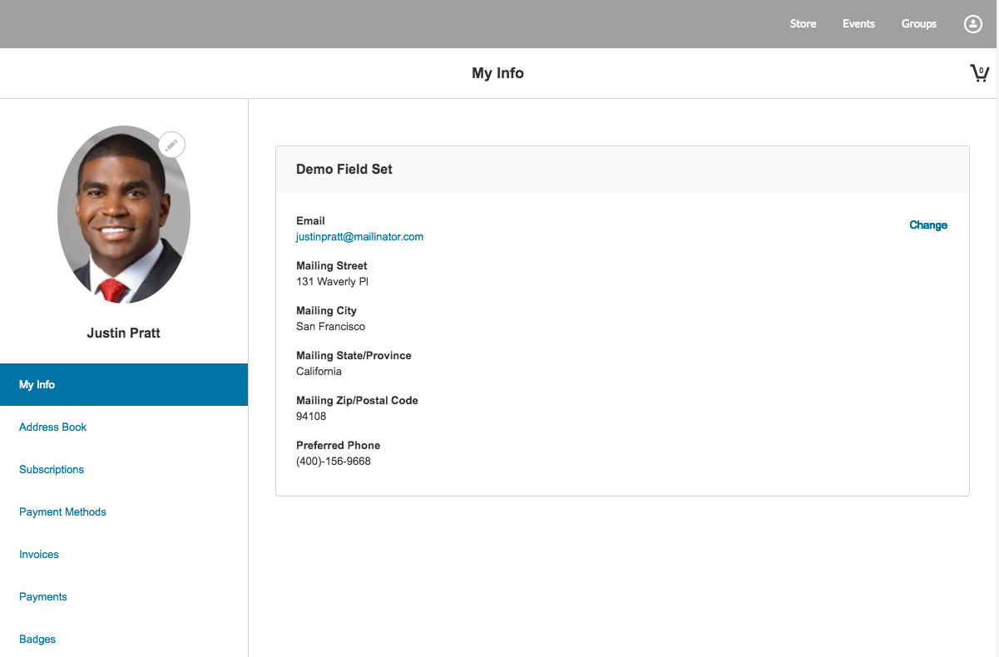 Store Events Groups
My Info
0
Justin Pratt
My Info
Address Book
Subscriptions
Payment Methods
Invoices
Payments
Badges
Demo Field Set
Email
justinpratt@mailinator.com
Change
Mailing Street
131 Waverly Pl
Mailing City
San Francisco
Mailing State/Province
California
Mailing Zip/Postal Code
94108
Preferred Phone
(400)-156-9668